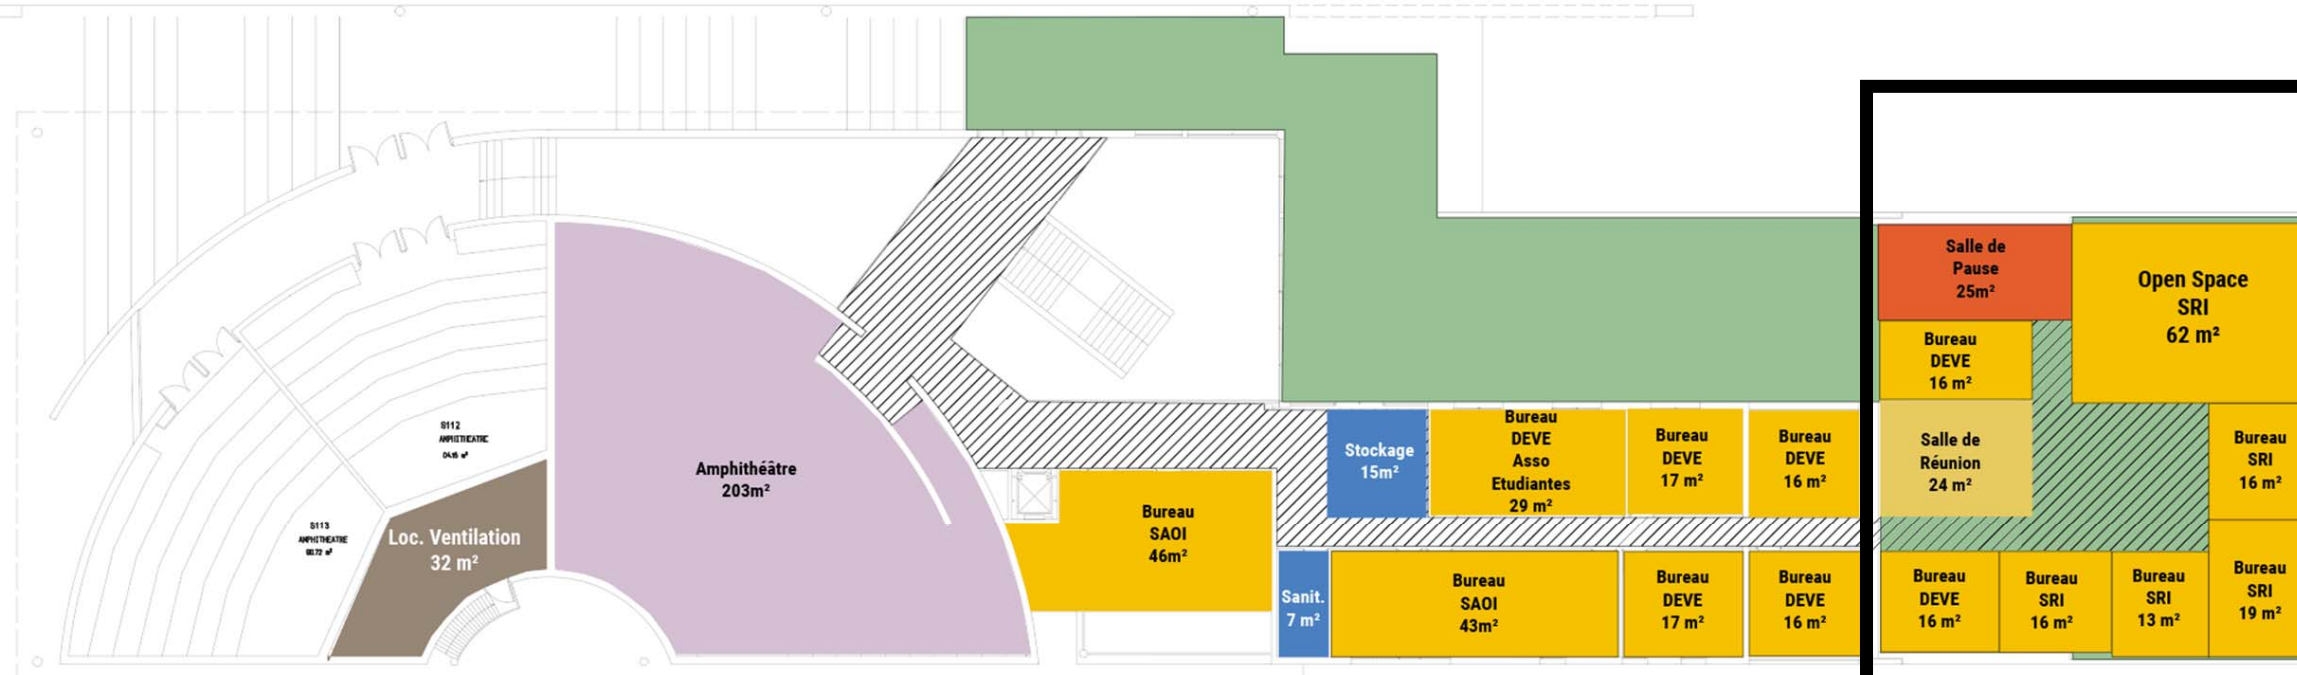 S112
AMPHITHEATRE
S113
AMPHITHEATRE
Loc. Ventilation
32 m²
Amphithéâtre
203m²
Bureau
SAOI
46m²
Stockage
15m²
Bureau
DEVE
Asso
Etudiantes
29 m²
Bureau
DEVE
17 m²
Bureau
DEVE
16 m²
Sanit.
7 m²
Bureau
SAOI
43m²
Bureau
DEVE
17 m²
Bureau
DEVE
16 m²
Salle de
Pause
25m²
Open Space
SRI
62 m²
Bureau
DEVE
16 m²
Salle de
Réunion
24 m²
Bureau
SRI
16 m²
Bureau
DEVE
16 m²
Bureau
SRI
16 m²
Bureau
SRI
13 m²
Bureau
SRI
19 m²